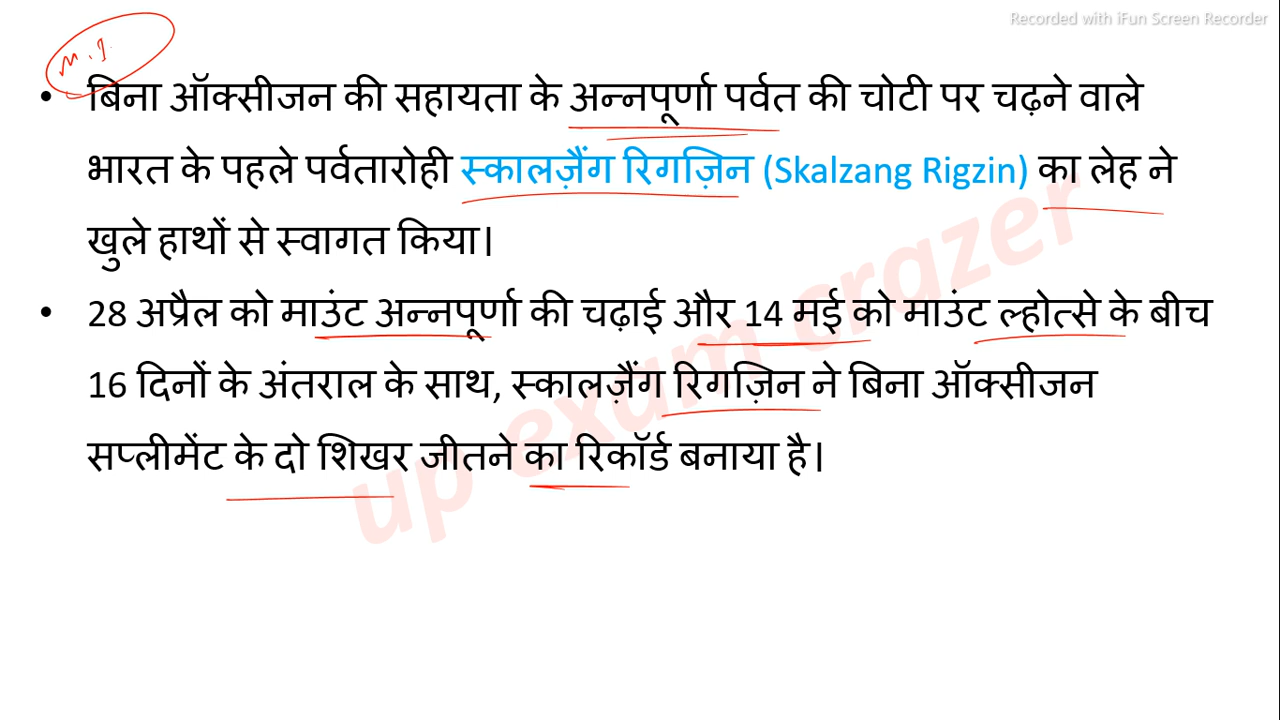 Recorded with iFun Screen Recorder
M.I
• बिना ऑक्सीजन की सहायता के अन्नपूर्णा पर्वत की चोटी पर चढ़ने वाले
भारत के पहले पर्वतारोही स्कालज़ैंग रिगज़िन (Skalzang Rigzin) का लेह ने
खुले हाथों से स्वागत किया।
• 28 अप्रैल को माउंट अन्नपूर्णा की चढ़ाई और 14 मई को माउंट ल्होत्से के बीच
16 दिनों के अंतराल के साथ, स्कालज़ैंग रिगज़िन ने बिना ऑक्सीजन
सप्लीमेंट के दो शिखर जीतने का रिकॉर्ड बनाया है।
up exam crazer